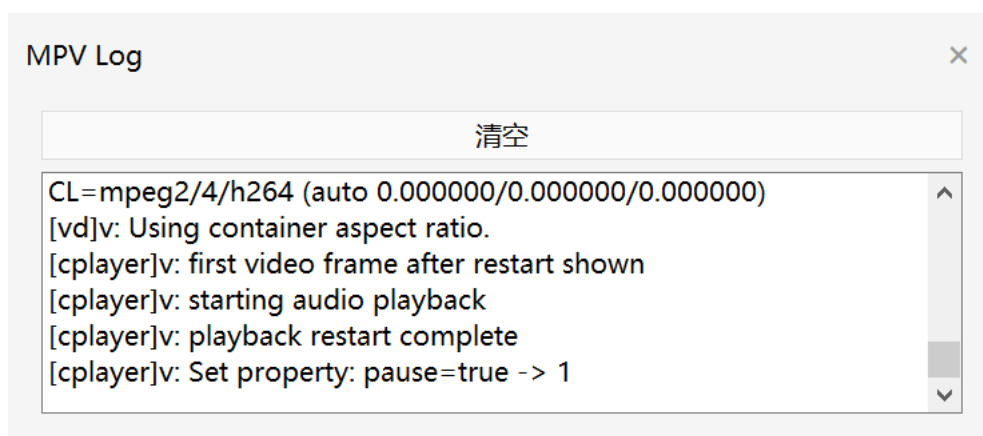 MPV Log
清空
CL=mpeg2/4/h264 (auto 0.000000/0.000000/0.000000)
[vd]v: Using container aspect ratio.
[cplayer]v: first video frame after restart shown
[cplayer]v: starting audio playback
[cplayer]v: playback restart complete
[cplayer]v: Set property: pause=true -> 1